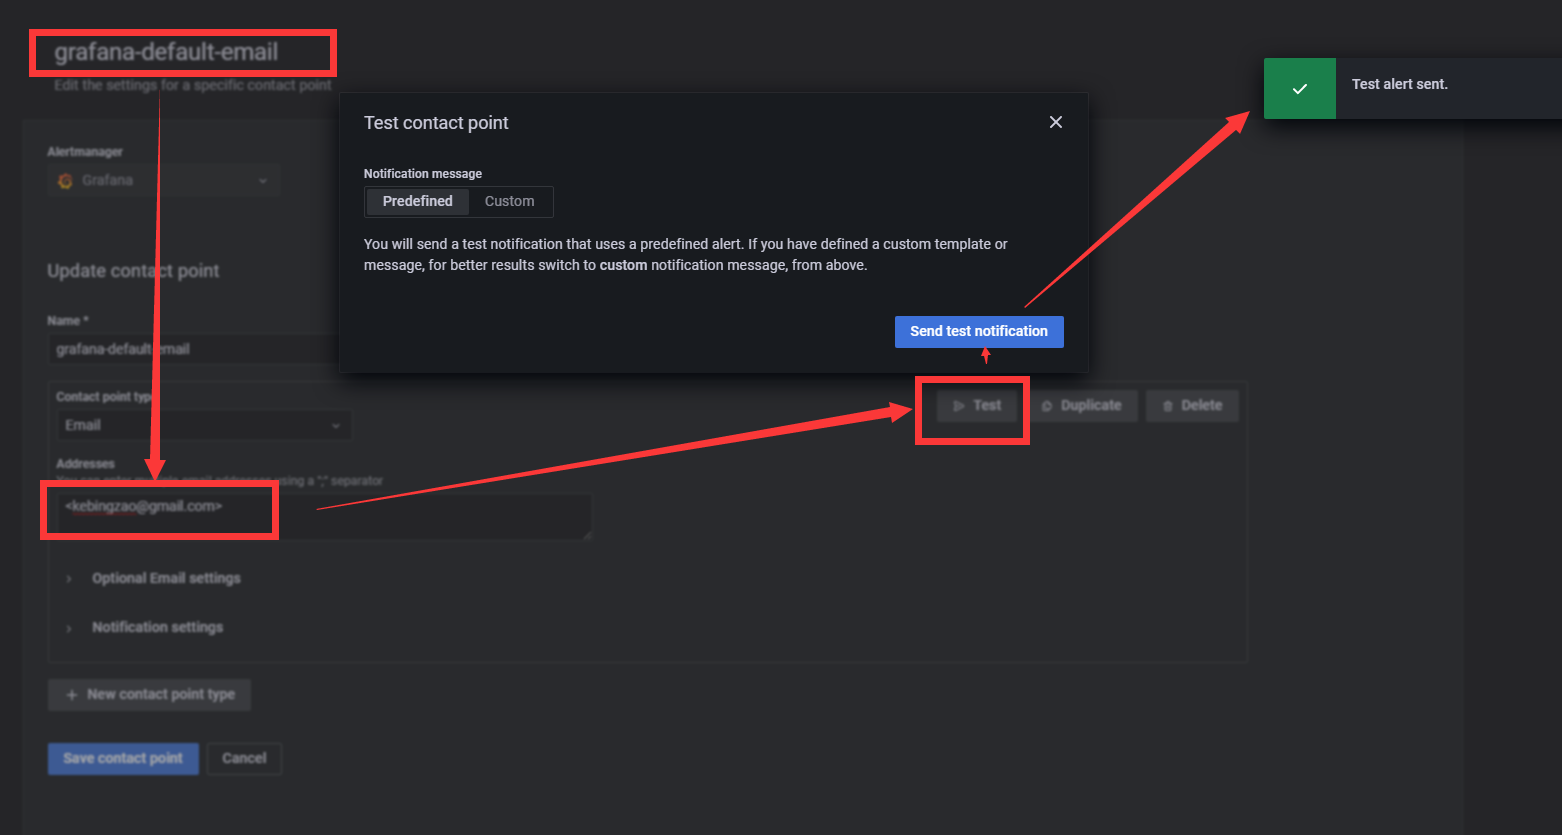 grafana-default-email
Edit the settings for a specific contact point
Test alert sent.
Test contact point
Alertmanager
Grafana
Notification message
Predefined Custom
You will send a test notification that uses a predefined alert. If you have defined a custom template or
message, for better results switch to custom notification message, from above.
Update contact point
Send test notification
Name *
grafana-default-email
Contact point type
Email
Test Duplicate Delete
Addresses
You can enter multiple email addresses using a ";" separator
<kebingzao@gmail.com>
Optional Email settings
Notification settings
+ New contact point type
Save contact point Cancel